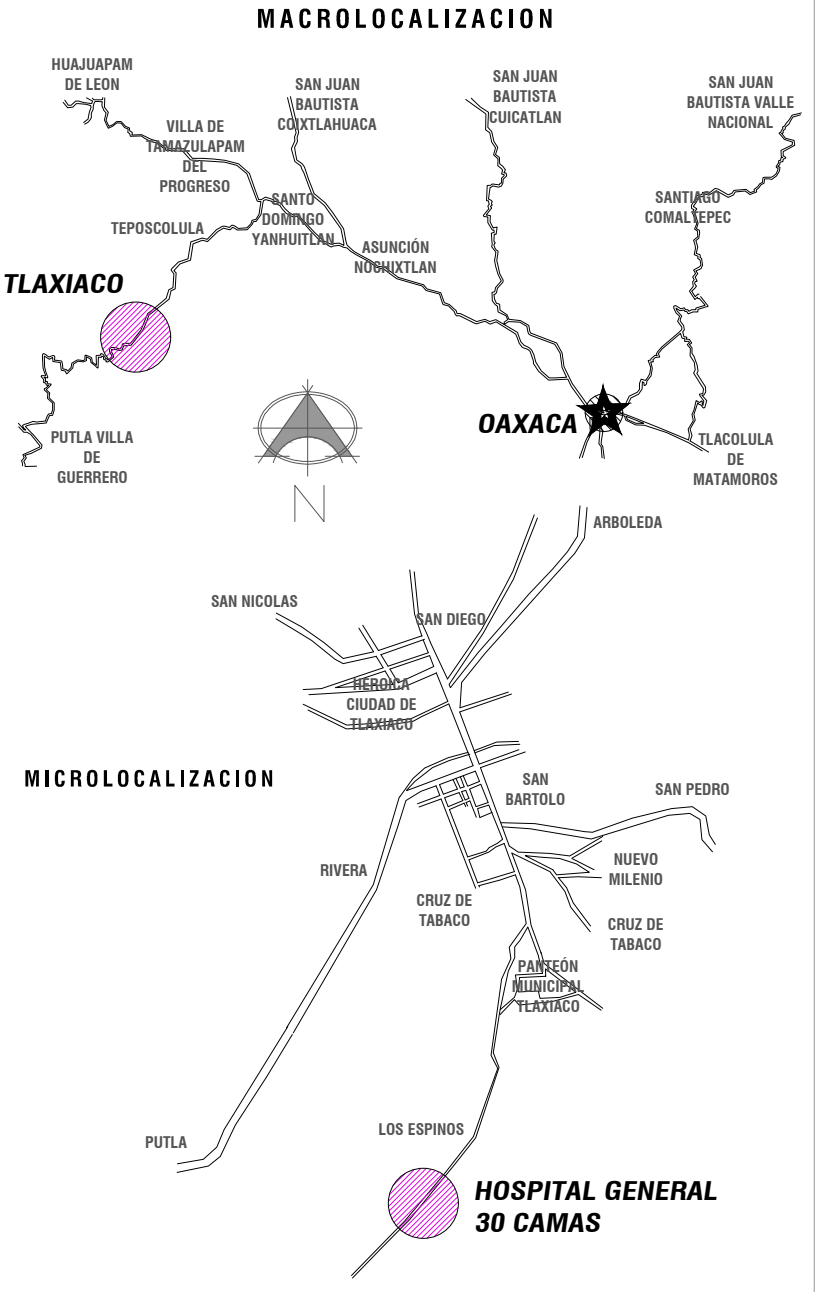 MACROLOCALIZACION
HUAJUAPAM
DE LEON
SAN JUAN
BAUTISTA
COIXTLAHUACA
SAN JUAN
BAUTISTA
CUICATLAN
SAN JUAN
BAUTISTA VALLE
NACIONAL
VILLA DE
TAMAZULAPAM
DEL
PROGRESO
SANTO
DOMINGO
YANHUITLAN
SANTIAGO
COMALTEPEC
TEPOSCOLULA
ASUNCIÓN
NOCHIXTLAN
TLAXIACO
OAXACA
PUTLA VILLA
DE
GUERRERO
TLACOLULA
DE
MATAMOROS
N
ARBOLEDA
SAN NICOLAS
SAN DIEGO
HEROICA
CIUDAD DE
TLAXIACO
MICROLOCALIZACION
SAN
BARTOLO
SAN PEDRO
RIVERA
NUEVO
MILENIO
CRUZ DE
TABACO
CRUZ DE
TABACO
PANTEÓN
MUNICIPAL
TLAXIACO
PUTLA
LOS ESPINOS
HOSPITAL GENERAL
30 CAMAS